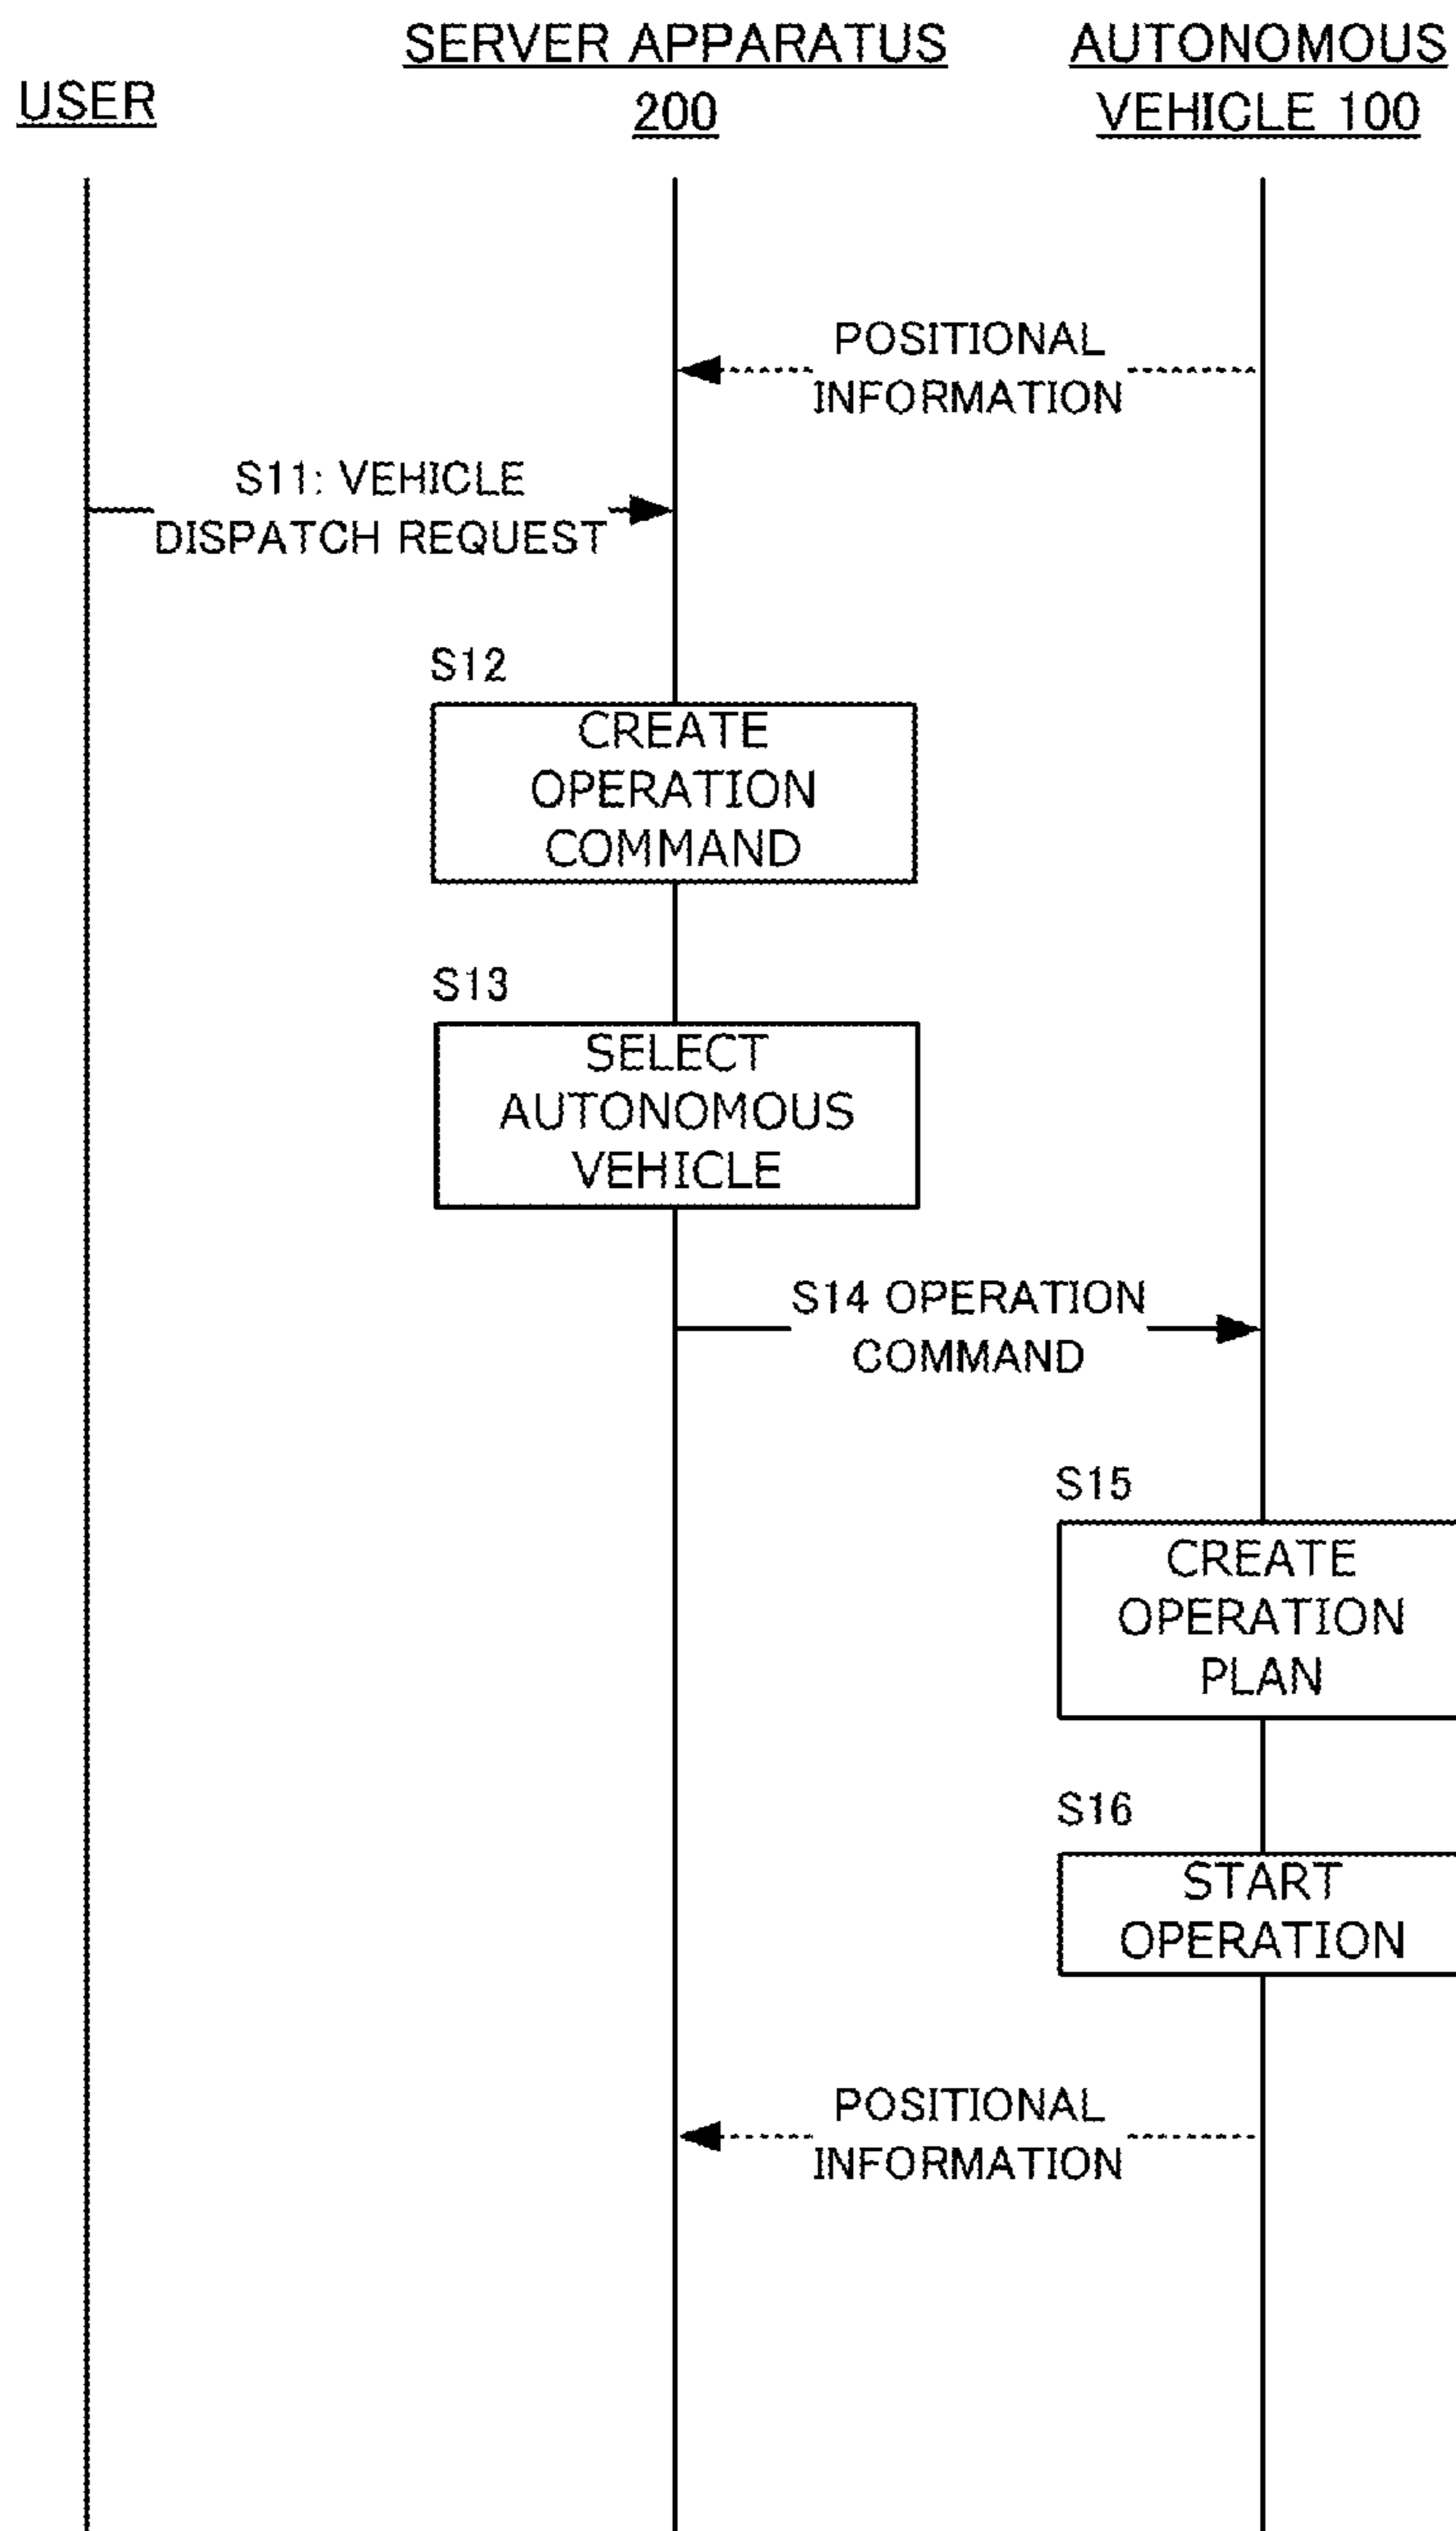 USER
SERVER APPARATUS
200
AUTONOMOUS
VEHICLE 100
POSITIONAL
INFORMATION
S11: VEHICLE
DISPATCH REQUEST
S12
CREATE
OPERATION
COMMAND
S13
SELECT
AUTONOMOUS
VEHICLE
S14 OPERATION
COMMAND
S15
CREATE
OPERATION
PLAN
S16
START
OPERATION
POSITIONAL
INFORMATION